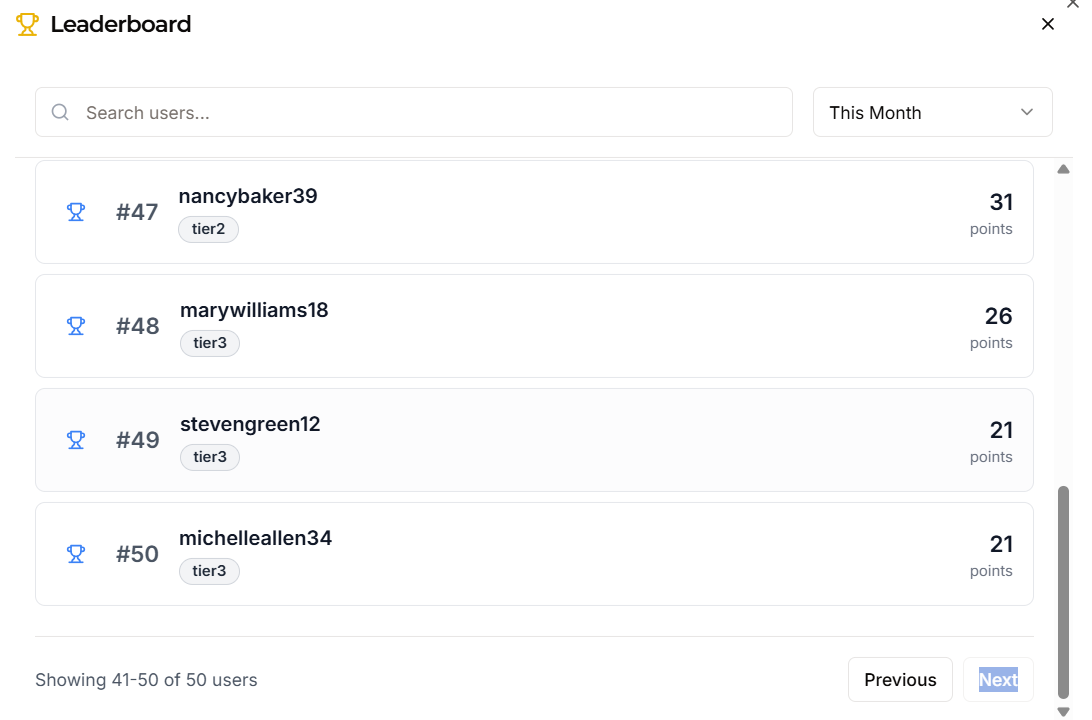 Leaderboard
Search users...
This Month
#47
nancybaker39
tier2
31
points
#48
marywilliams18
tier3
26
points
#49
stevengreen12
tier3
21
points
#50
michelleallen34
tier3
21
points
Showing 41-50 of 50 users
Previous
Next